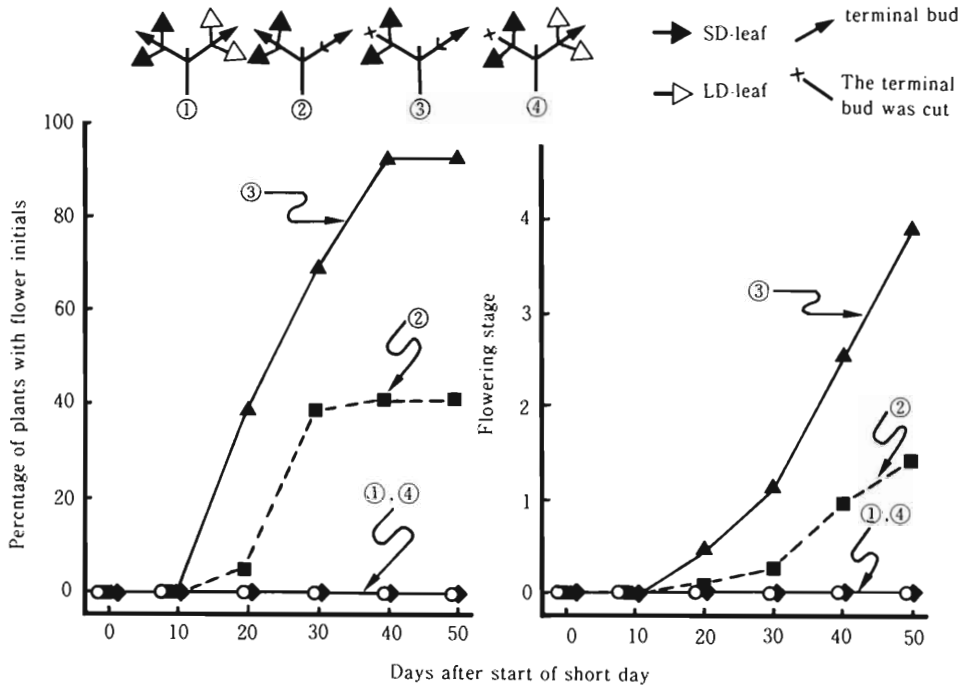 ① ② ③ ④
SD-leaf
terminal bud
LD-leaf
The terminal
bud was cut
Percntage of plants with flower initials
100
80
60
40
20
0
③
②
①, ④
0 10 20 30 40 50
Flowering stage
4
3
2
1
0
③
②
①, ④
0 10 20 30 40 50
Days after start of short day